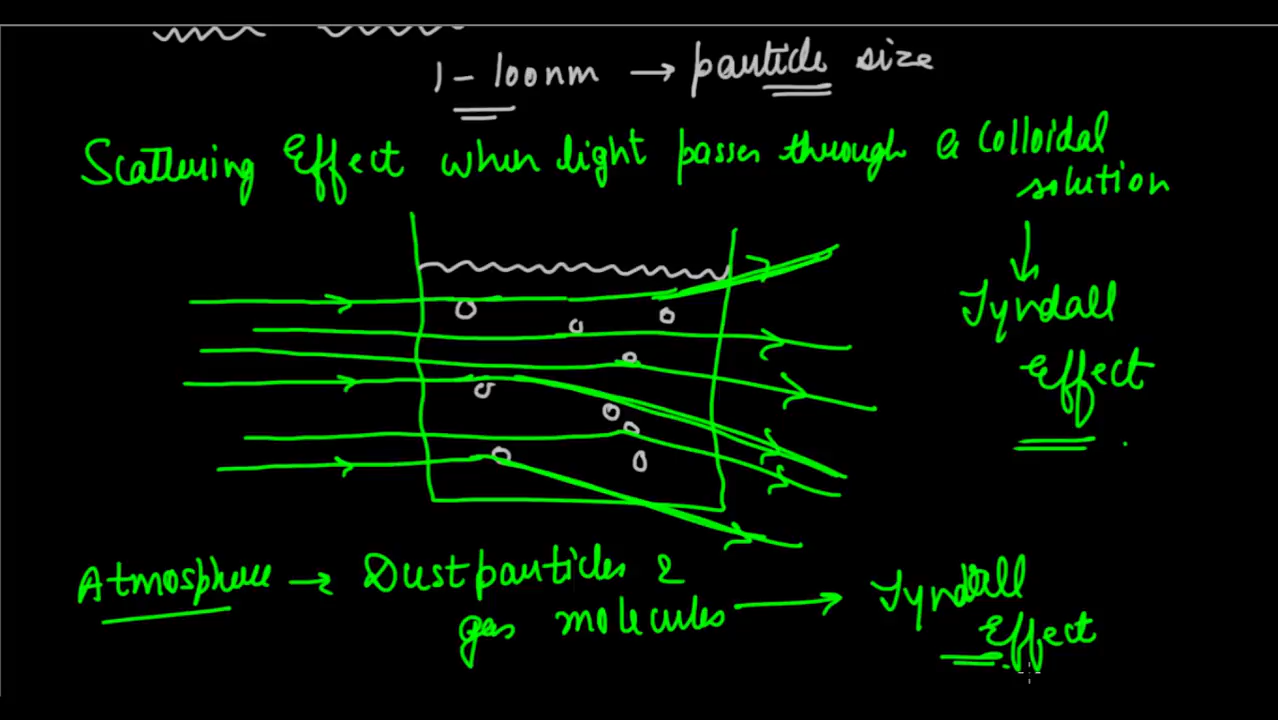 1 - 100nm → particle size
Scattering Effect when light passes through a colloidal
solution
↓
Tyndall
Effect
Atmosphere → Dust particles &
gas molecules → Tyndall
Effect